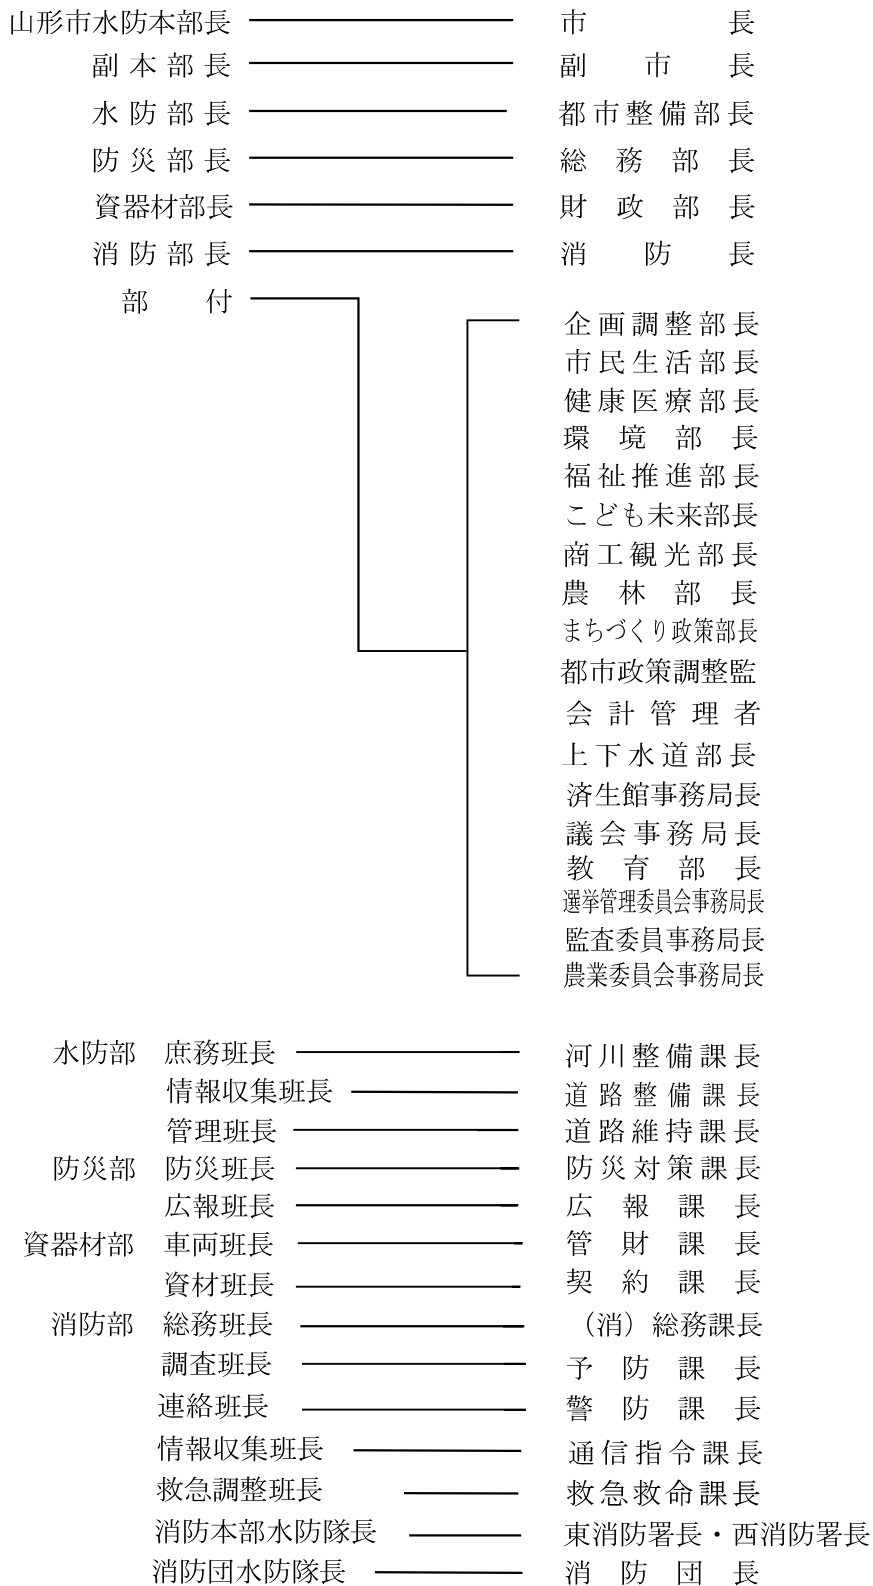 山形市水防本部長 市長
副本部長 副市長
水防部長 都市整備部長
防災部長 総務部長
資器材部長 財政部長
消防部長 消防長
部付
企画調整部長
市民生活部長
健康医療部長
環境部長
福祉推進部長
こども未来部長
商工観光部長
農林部長
まちづくり政策部長
都市政策調整監
会計管理者
上下水道部長
済生館事務局長
議会事務局長
教育部長
選挙管理委員会事務局長
監査委員事務局長
農業委員会事務局長
水防部 庶務班長 河川整備課長
情報収集班長 道路整備課長
管理班長 道路維持課長
防災部 防災班長 防災対策課長
広報班長 広報課長
資器材部 車両班長 管財課長
資材班長 契約課長
消防部 総務班長 （消）総務課長
調査班長 予防課長
連絡班長 警防課長
情報収集班長 通信指令課長
救急調整班長 救急救命課長
消防本部水防隊長 東消防署長・西消防署長
消防団水防隊長 消防団長